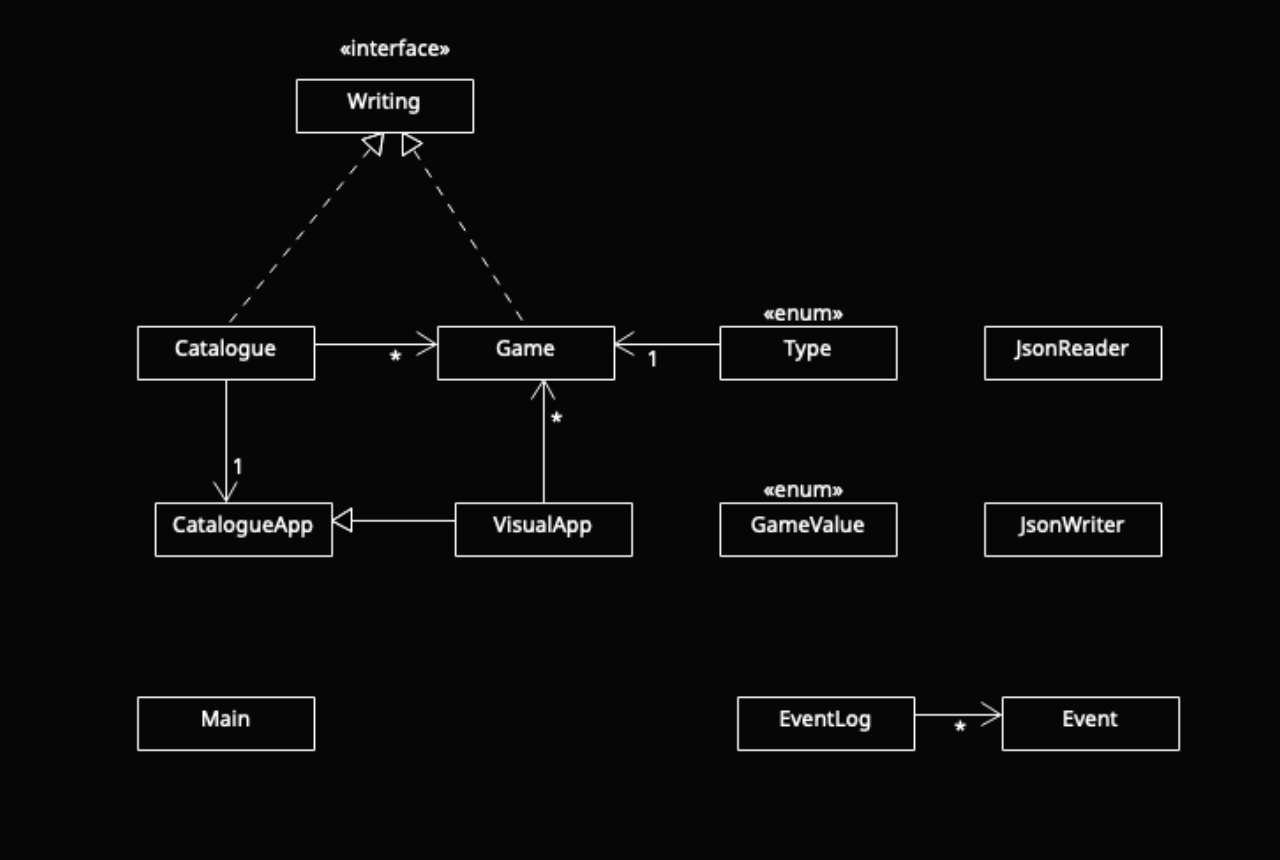 «interface»
Writing
Catalogue
*
Game
1
«enum»
Type
JsonReader
1
*
CatalogueApp
VisualApp
«enum»
GameValue
JsonWriter
Main
EventLog
*
Event